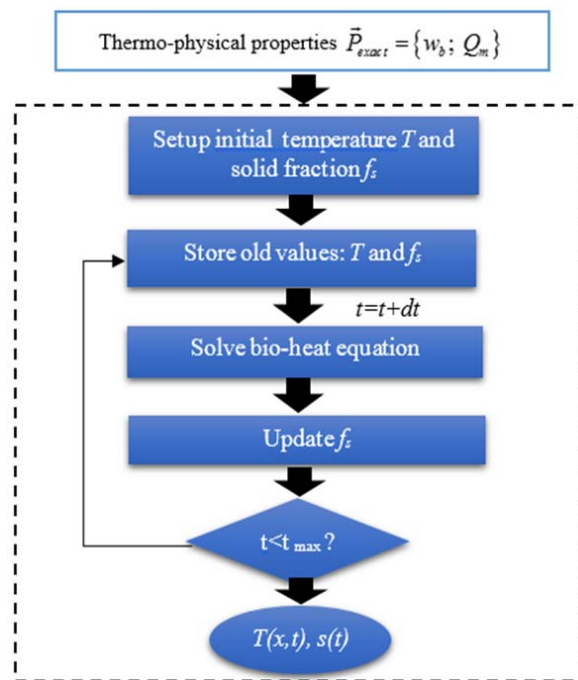 Thermo-physical properties P⃗exact = {wb; Qm}
Setup initial temperature T and
solid fraction fs
Store old values: T and fs
t=t+dt
Solve bio-heat equation
Update fs
t<t max?
T(x,t), s(t)